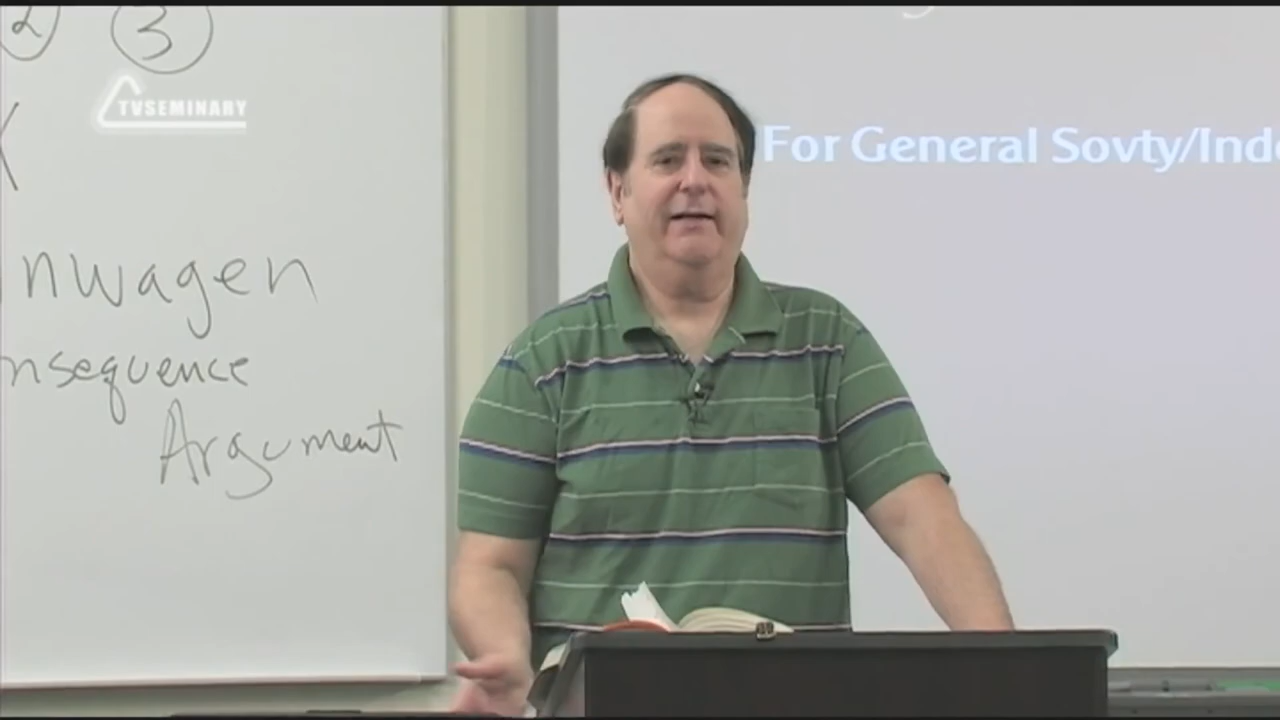 ② ③
TVSEMINARY
nwagen
nsequence
Argument
For General Sovty/Inde